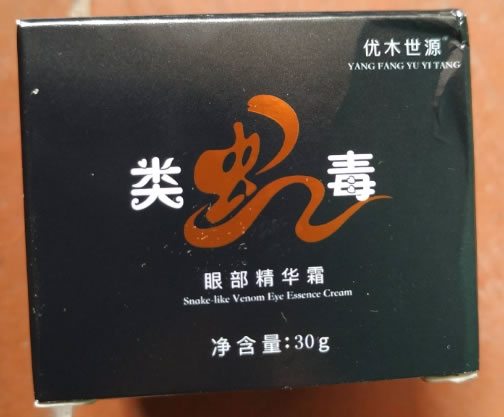 优木世源
YANG FANG YU YI TANG
类蛇毒
眼部精华霜
Snake-like Venom Eye Essence Cream
净含量:30g